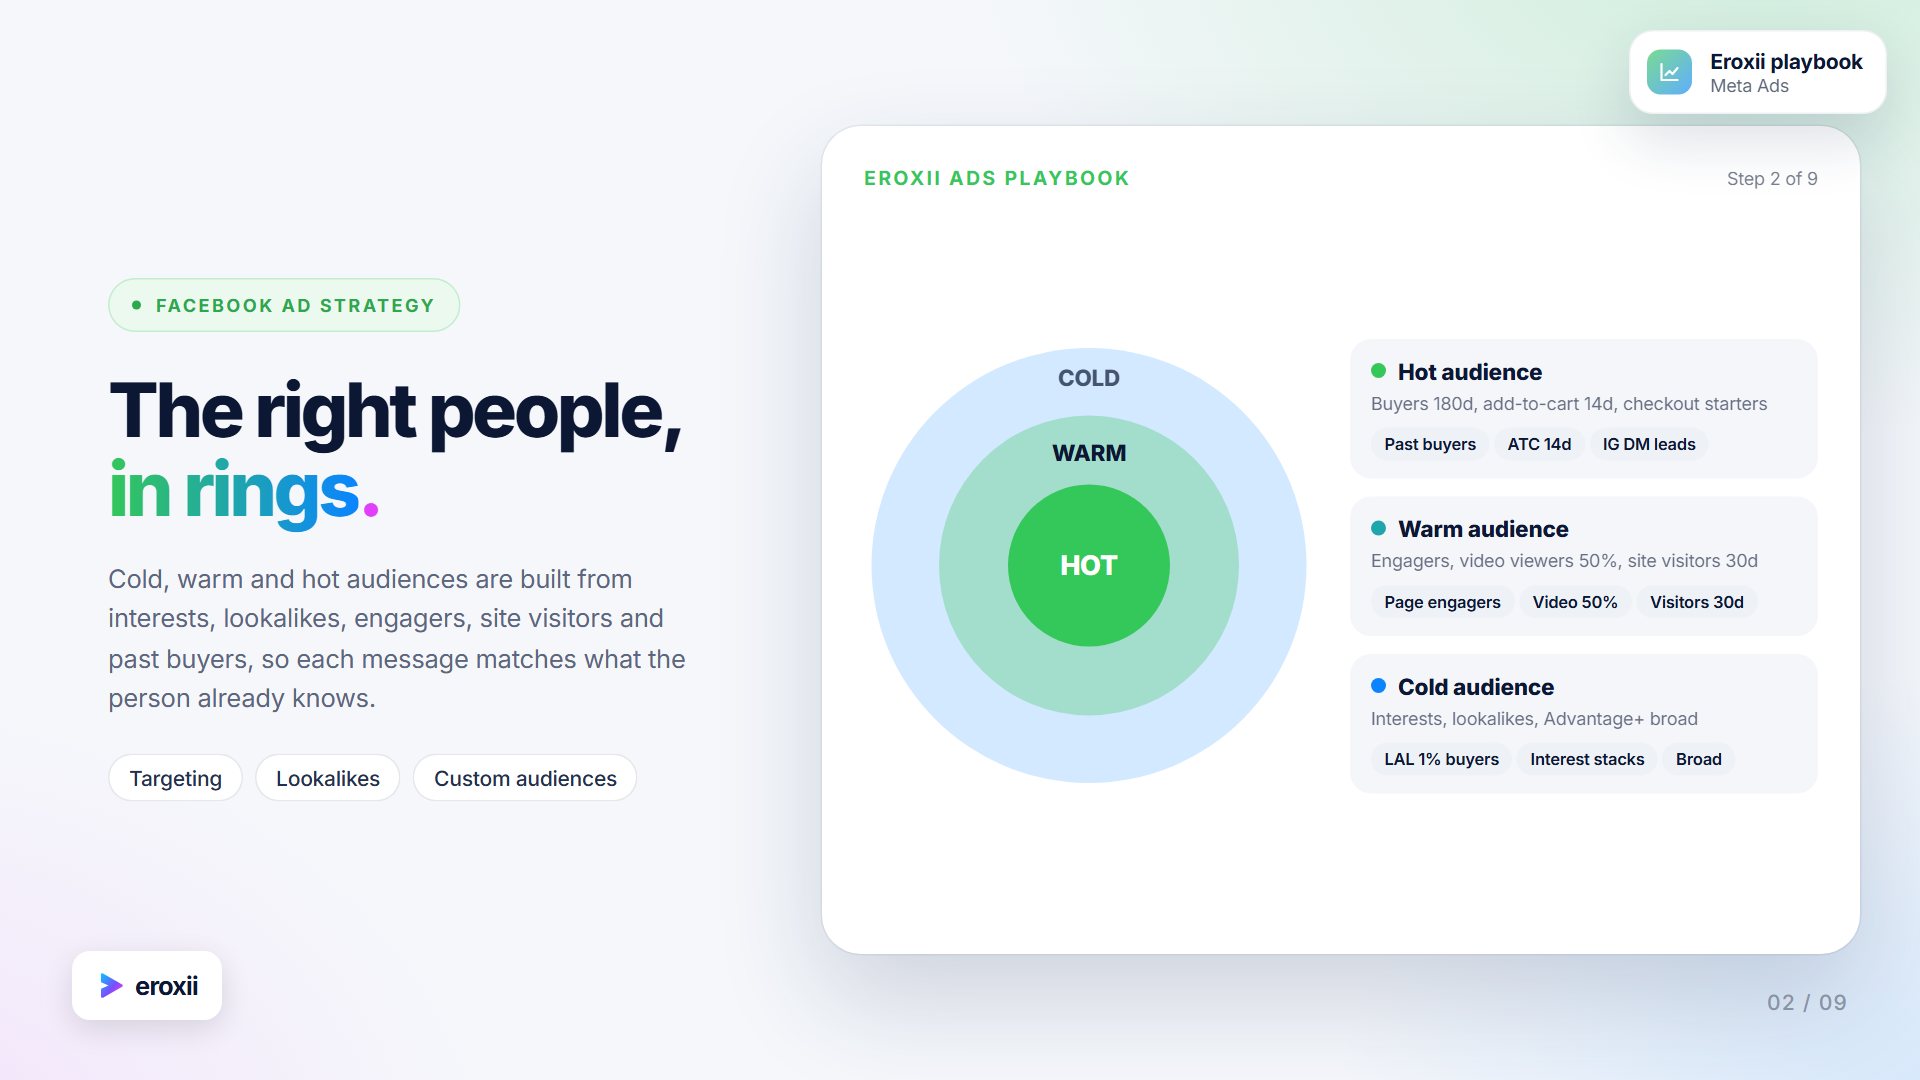 Eroxii playbook
Meta Ads
EROXII ADS PLAYBOOK
Step 2 of 9
FACEBOOK AD STRATEGY
The right people,
in rings.
Cold, warm and hot audiences are built from
interests, lookalikes, engagers, site visitors and
past buyers, so each message matches what the
person already knows.
Targeting
Lookalikes
Custom audiences
COLD
WARM
HOT
Hot audience
Buyers 180d, add-to-cart 14d, checkout starters
Past buyers
ATC 14d
IG DM leads
Warm audience
Engagers, video viewers 50%, site visitors 30d
Page engagers
Video 50%
Visitors 30d
Cold audience
Interests, lookalikes, Advantage+ broad
LAL 1% buyers
Interest stacks
Broad
eroxii
02 / 09